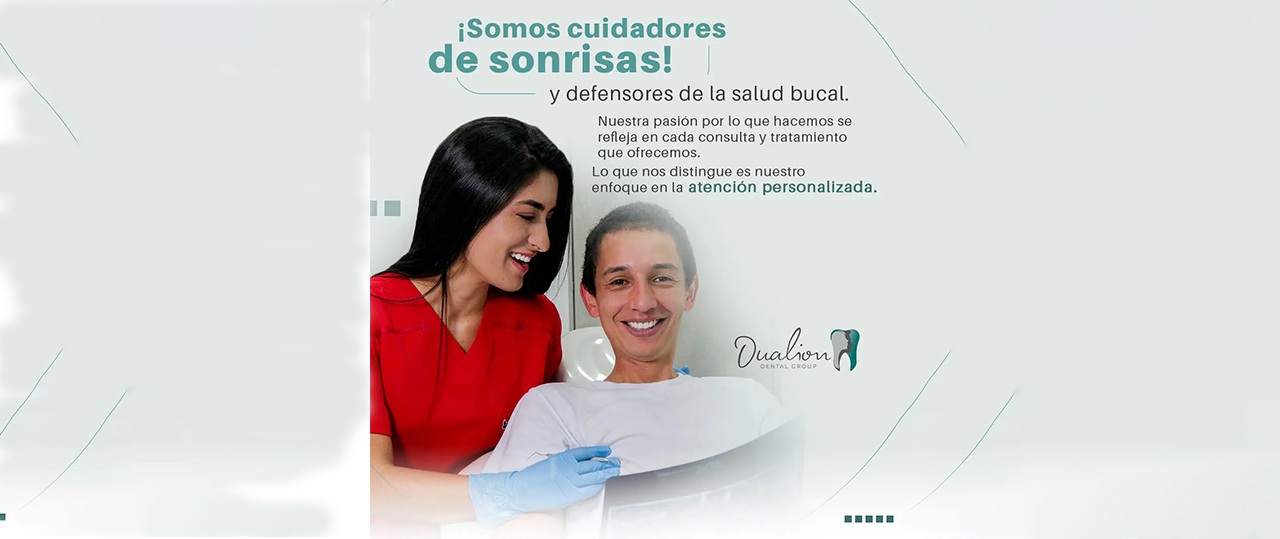 ¡Somos cuidadores
de sonrisas!
y defensores de la salud bucal.
Nuestra pasión por lo que hacemos se
refleja en cada consulta y tratamiento
que ofrecemos.
Lo que nos distingue es nuestro
enfoque en la atención personalizada.
Dualion
DENTAL GROUP